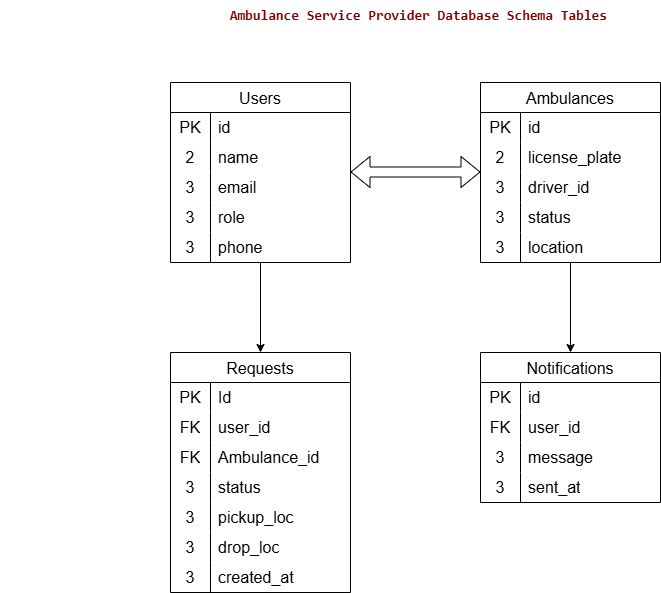 Ambulance Service Provider Database Schema Tables
Users
PK id
2 name
3 email
3 role
3 phone
Ambulances
PK id
2 license_plate
3 driver_id
3 status
3 location
Requests
PK Id
FK user_id
FK Ambulance_id
3 status
3 pickup_loc
3 drop_loc
3 created_at
Notifications
PK id
FK user_id
3 message
3 sent_at